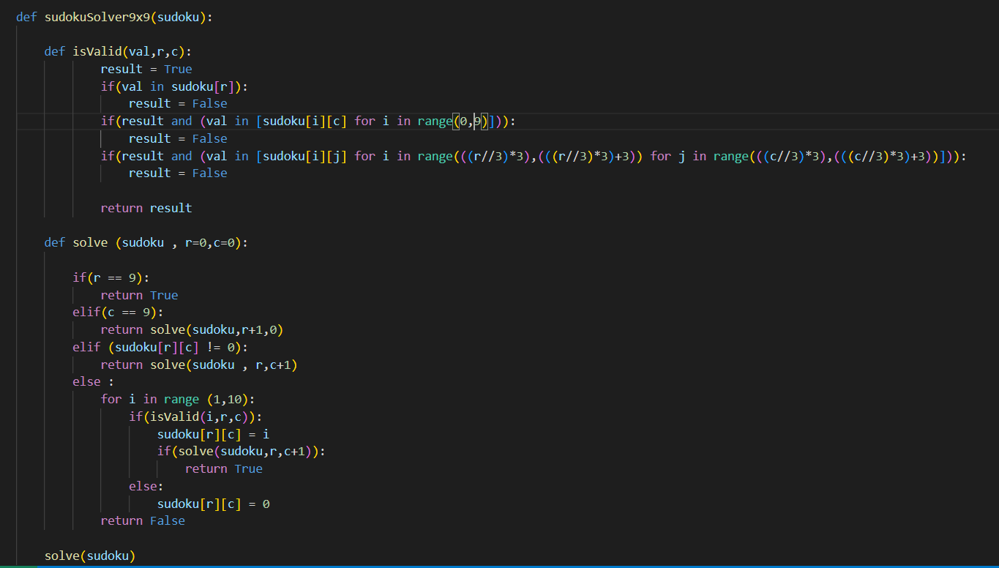 def sudokuSolver9x9(sudoku):
def isValid(val,r,c):
result = True
if(val in sudoku[r]):
result = False
if(result and (val in [sudoku[i][c] for i in range(0,9)])):
result = False
if(result and (val in [sudoku[i][j] for i in range(((r//3)*3),(((r//3)*3)+3)) for j in range(((c//3)*3),(((c//3)*3)+3))])):
result = False
return result
def solve (sudoku , r=0,c=0):
if(r == 9):
return True
elif(c == 9):
return solve(sudoku,r+1,0)
elif (sudoku[r][c] != 0):
return solve(sudoku , r,c+1)
else :
for i in range (1,10):
if(isValid(i,r,c)):
sudoku[r][c] = i
if(solve(sudoku,r,c+1)):
return True
else:
sudoku[r][c] = 0
return False
solve(sudoku)